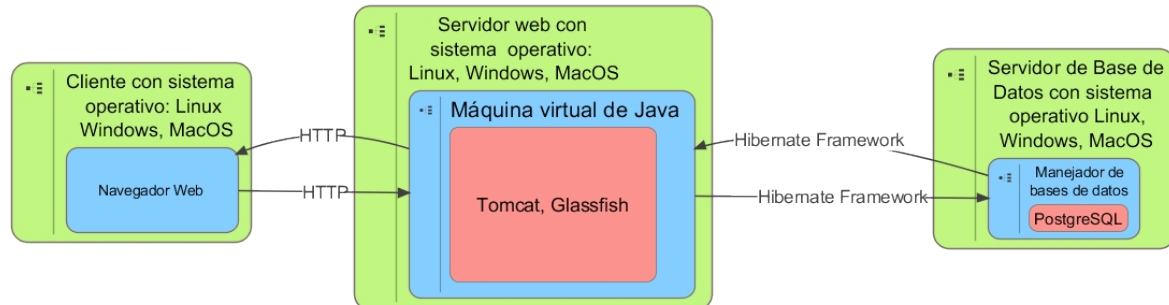 Cliente con sistema
operativo: Linux
Windows, MacOS
Navegador Web
HTTP
HTTP
Servidor web con
sistema operativo:
Linux, Windows, MacOS
Máquina virtual de Java
Tomcat, Glassfish
Hibernate Framework
Hibernate Framework
Servidor de Base de
Datos con sistema
operativo Linux,
Windows, MacOS
Manejador de
bases de datos
PostgreSQL